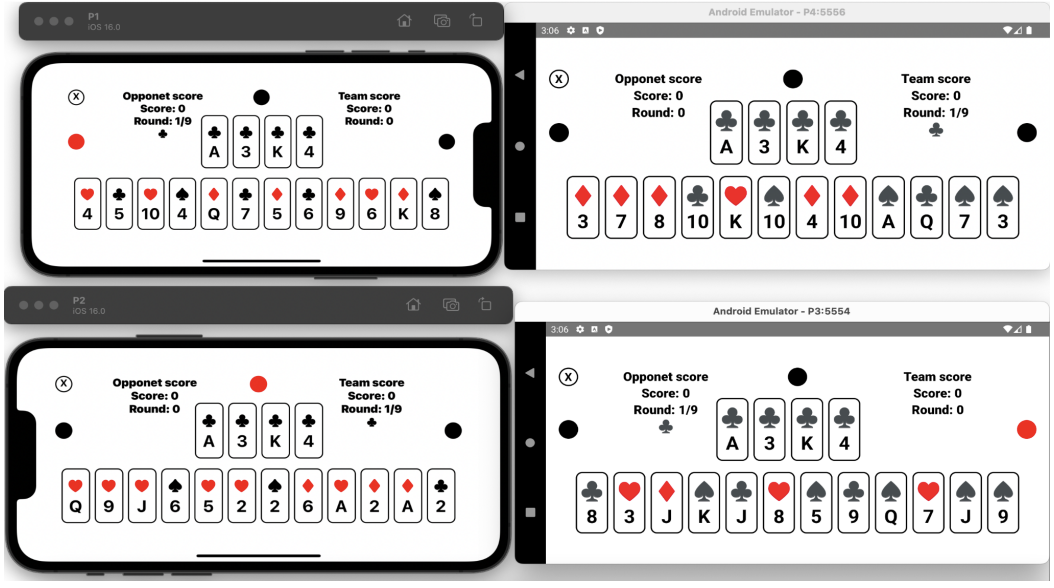 P1
iOS 16.0
X
Opponet score
Score: 0
Round: 1/9
Team score
Score: 0
Round: 0
A 3 K 4
4 5 10 4 Q 7 5 6 9 6 K 8
Android Emulator - P4:5556
3:06
X
Opponet score
Score: 0
Round: 0
Team score
Score: 0
Round: 1/9
A 3 K 4
3 7 8 10 K 10 4 10 A Q 7 3
P2
iOS 16.0
X
Opponet score
Score: 0
Round: 0
Team score
Score: 0
Round: 1/9
A 3 K 4
Q 9 J 6 5 2 2 6 A 2 A 2
Android Emulator - P3:5554
3:06
X
Opponet score
Score: 0
Round: 1/9
Team score
Score: 0
Round: 0
A 3 K 4
8 3 J K J 8 5 9 Q 7 J 9